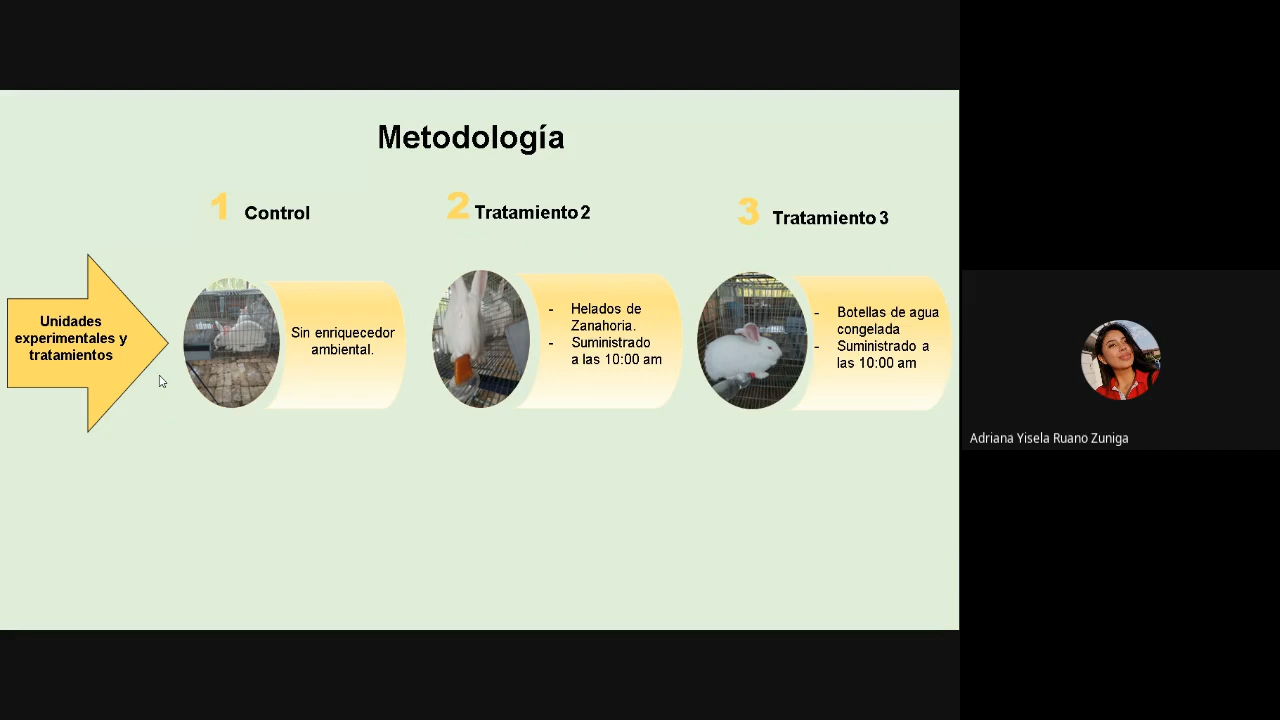 Metodología
1 Control
2 Tratamiento 2
3 Tratamiento 3
Unidades
experimentales y
tratamientos
Sin enriquecedor
ambiental.
- Helados de
Zanahoria.
- Suministrado
a las 10:00 am
- Botellas de agua
congelada
- Suministrado a
las 10:00 am
Adriana Yisela Ruano Zuniga